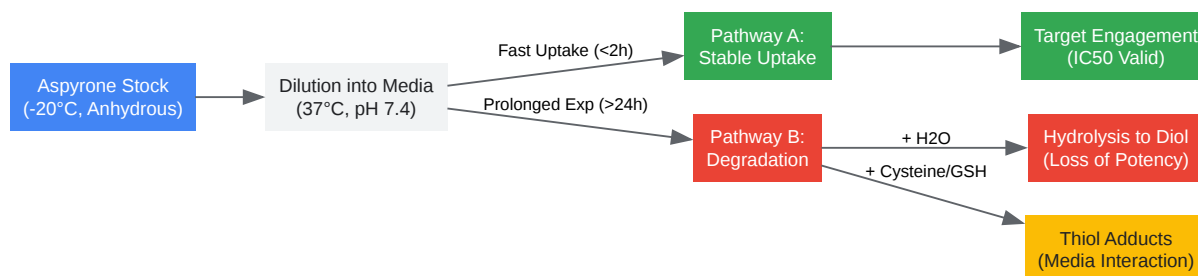 Aspyrone Stock
(-20°C, Anhydrous)
Dilution into Media
(37°C, pH 7.4)
Fast Uptake (<2h)
Prolonged Exp (>24h)
Pathway A:
Stable Uptake
Target Engagement
(IC50 Valid)
Pathway B:
Degradation
+ H2O
+ Cysteine/GSH
Hydrolysis to Diol
(Loss of Potency)
Thiol Adducts
(Media Interaction)